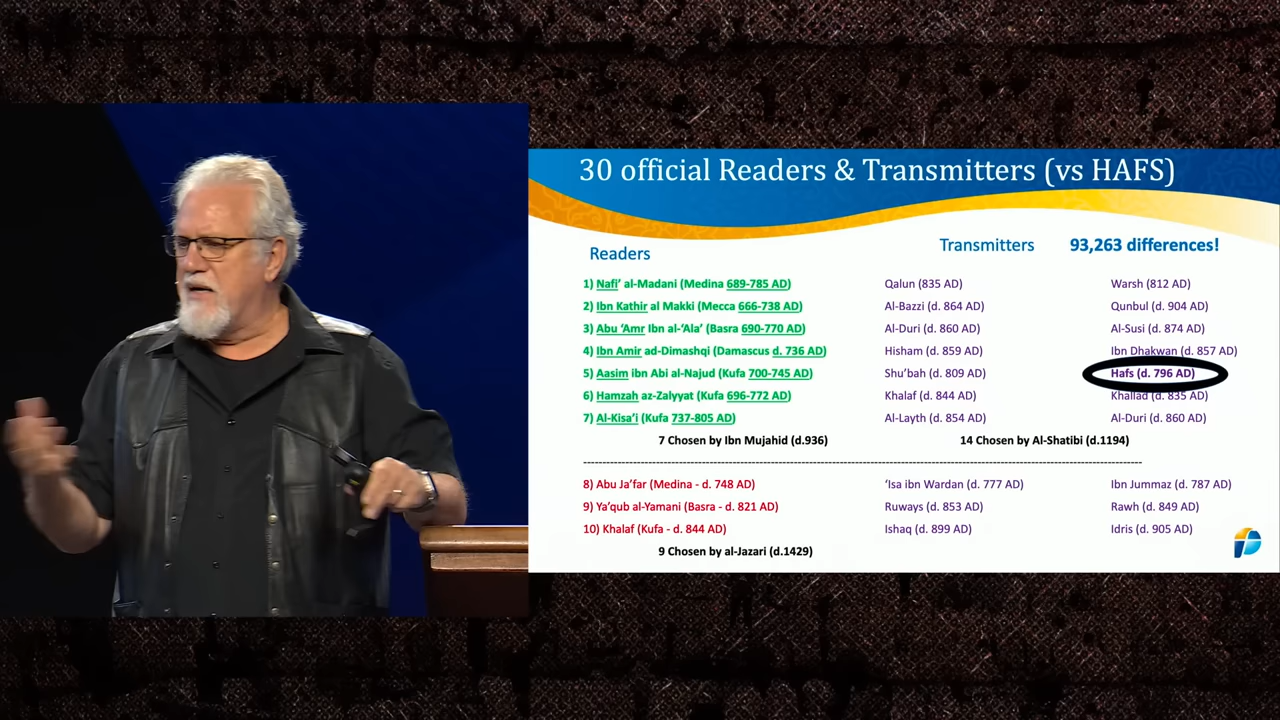 30 official Readers & Transmitters (vs HAFS)
Readers Transmitters 93,263 differences!
1) Nafi' al-Madani (Medina 689-785 AD) Qalun (835 AD) Warsh (812 AD)
2) Ibn Kathir al Makki (Mecca 666-738 AD) Al-Bazzi (d. 864 AD) Qunbul (d. 904 AD)
3) Abu 'Amr Ibn al-'Ala' (Basra 690-770 AD) Al-Duri (d. 860 AD) Al-Susi (d. 874 AD)
4) Ibn Amir ad-Dimashqi (Damascus d. 736 AD) Hisham (d. 859 AD) Ibn Dhakwan (d. 857 AD)
5) Aasim ibn Abi al-Najud (Kufa 700-745 AD) Shu'bah (d. 809 AD) Hafs (d. 796 AD)
6) Hamzah az-Zalyyat (Kufa 696-772 AD) Khalaf (d. 844 AD) Khallad (d. 835 AD)
7) Al-Kisa'i (Kufa 737-805 AD) Al-Layth (d. 854 AD) Al-Duri (d. 860 AD)
7 Chosen by Ibn Mujahid (d.936) 14 Chosen by Al-Shatibi (d.1194)
8) Abu Ja'far (Medina - d. 748 AD) 'Isa ibn Wardan (d. 777 AD) Ibn Jummaz (d. 787 AD)
9) Ya'qub al-Yamani (Basra - d. 821 AD) Ruways (d. 853 AD) Rawh (d. 849 AD)
10) Khalaf (Kufa - d. 844 AD) Ishaq (d. 899 AD) Idris (d. 905 AD)
9 Chosen by al-Jazari (d.1429)